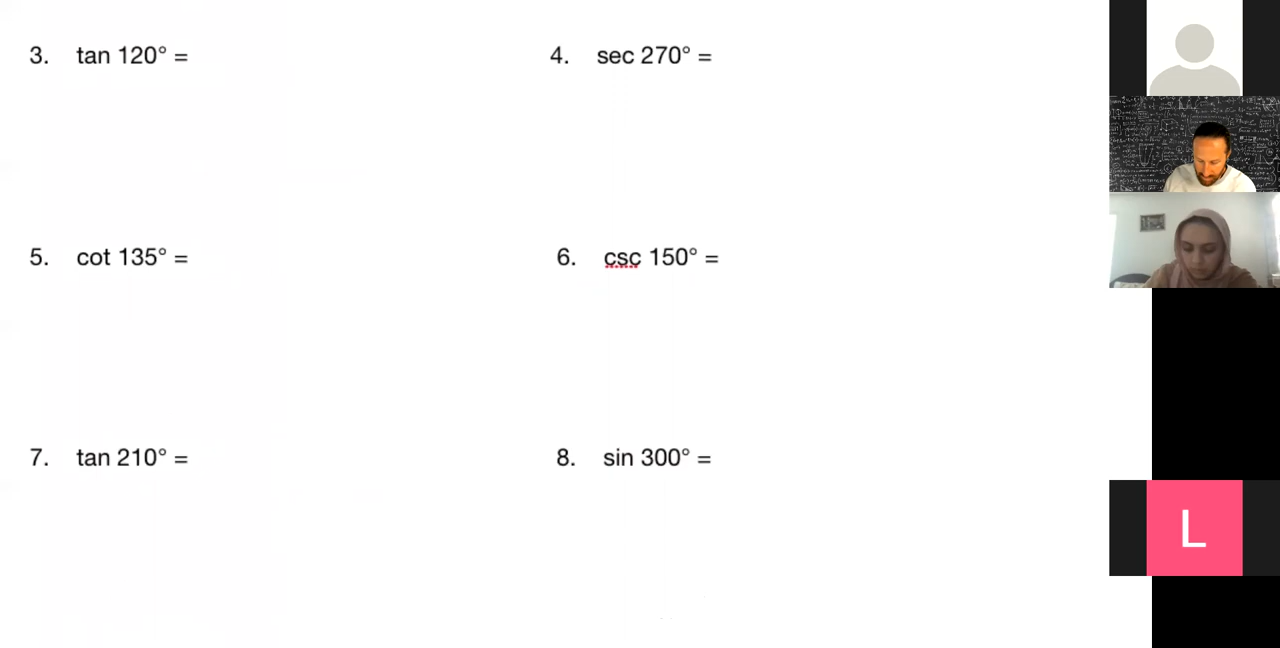 3. tan 120° =
4. sec 270° =
5. cot 135° =
6. csc 150° =
7. tan 210° =
8. sin 300° =
L